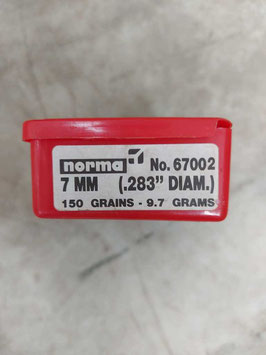 norma No. 67002
7 MM (.283" DIAM.)
150 GRAINS - 9.7 GRAMS